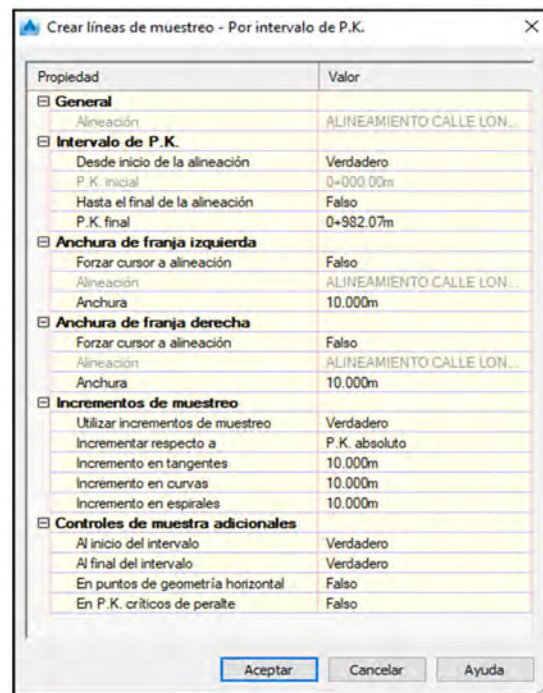 Crear líneas de muestreo - Por intervalo de P.K.
Propiedad Valor
General
Alineación ALINEAMIENTO CALLE LON...
Intervalo de P.K.
Desde inicio de la alineación Verdadero
P.K. inicial 0+000.00m
Hasta el final de la alineación Falso
P.K. final 0+982.07m
Anchura de franja izquierda
Forzar cursor a alineación Falso
Alineación ALINEAMIENTO CALLE LON...
Anchura 10.000m
Anchura de franja derecha
Forzar cursor a alineación Falso
Alineación ALINEAMIENTO CALLE LON...
Anchura 10.000m
Incrementos de muestreo
Utilizar incrementos de muestreo Verdadero
Incrementar respecto a P.K. absoluto
Incremento en tangentes 10.000m
Incremento en curvas 10.000m
Incremento en espirales 10.000m
Controles de muestra adicionales
Al inicio del intervalo Verdadero
Al final del intervalo Verdadero
En puntos de geometría horizontal Falso
En P.K. críticos de peralte Falso
Aceptar Cancelar Ayuda